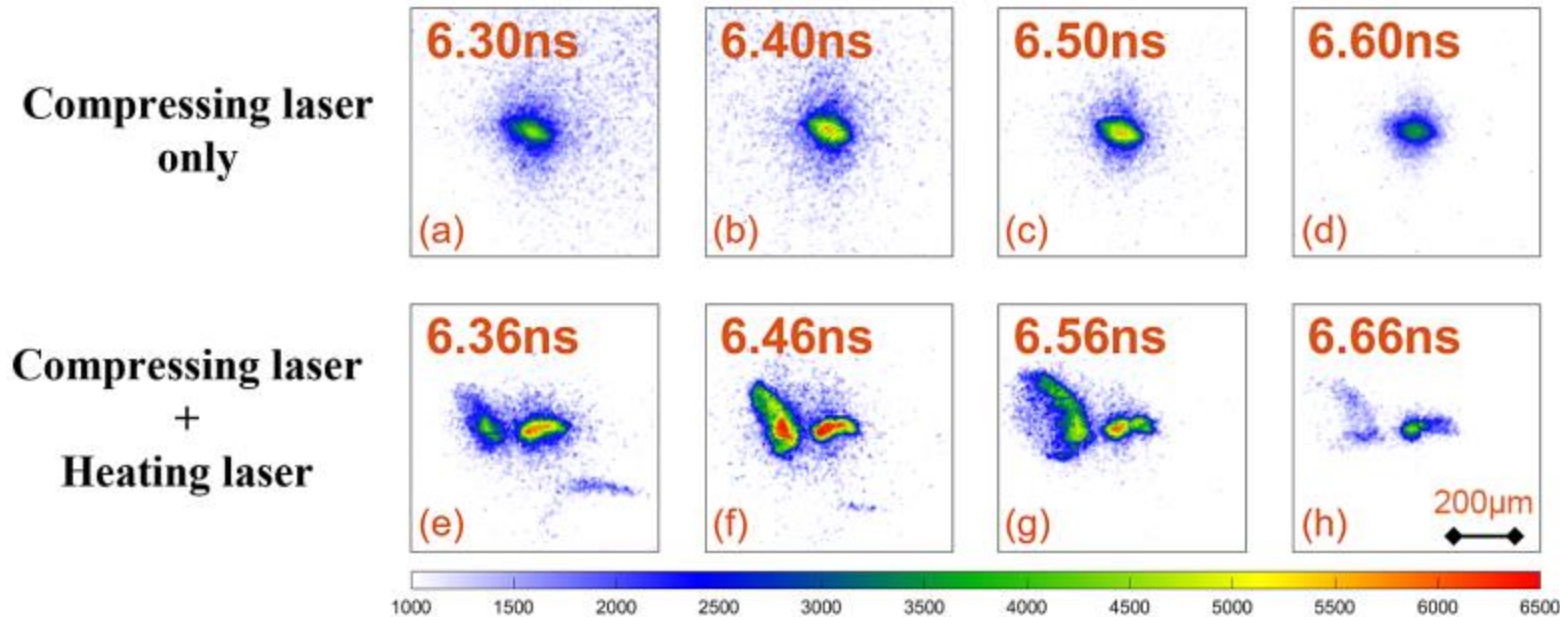 Compressing laser
only
6.30ns
(a)
6.40ns
(b)
6.50ns
(c)
6.60ns
(d)
Compressing laser
+
Heating laser
6.36ns
(e)
6.46ns
(f)
6.56ns
(g)
6.66ns
200μm
(h)
1000 1500 2000 2500 3000 3500 4000 4500 5000 5500 6000 6500